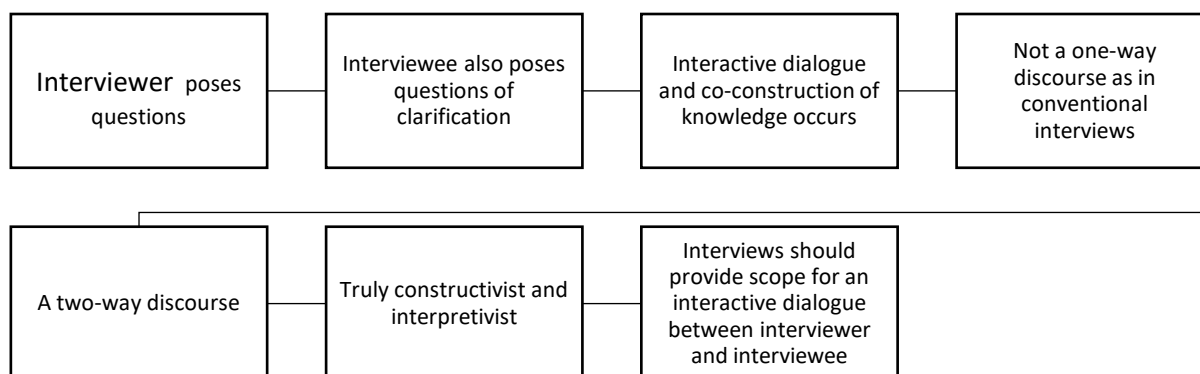 Interviewer poses
questions
Interviewee also poses
questions of
clarification
Interactive dialogue
and co-construction of
knowledge occurs
Not a one-way
discourse as in
conventional
interviews
A two-way discourse
Truly constructivist and
interpretivist
Interviews should
provide scope for an
interactive dialogue
between interviewer
and interviewee